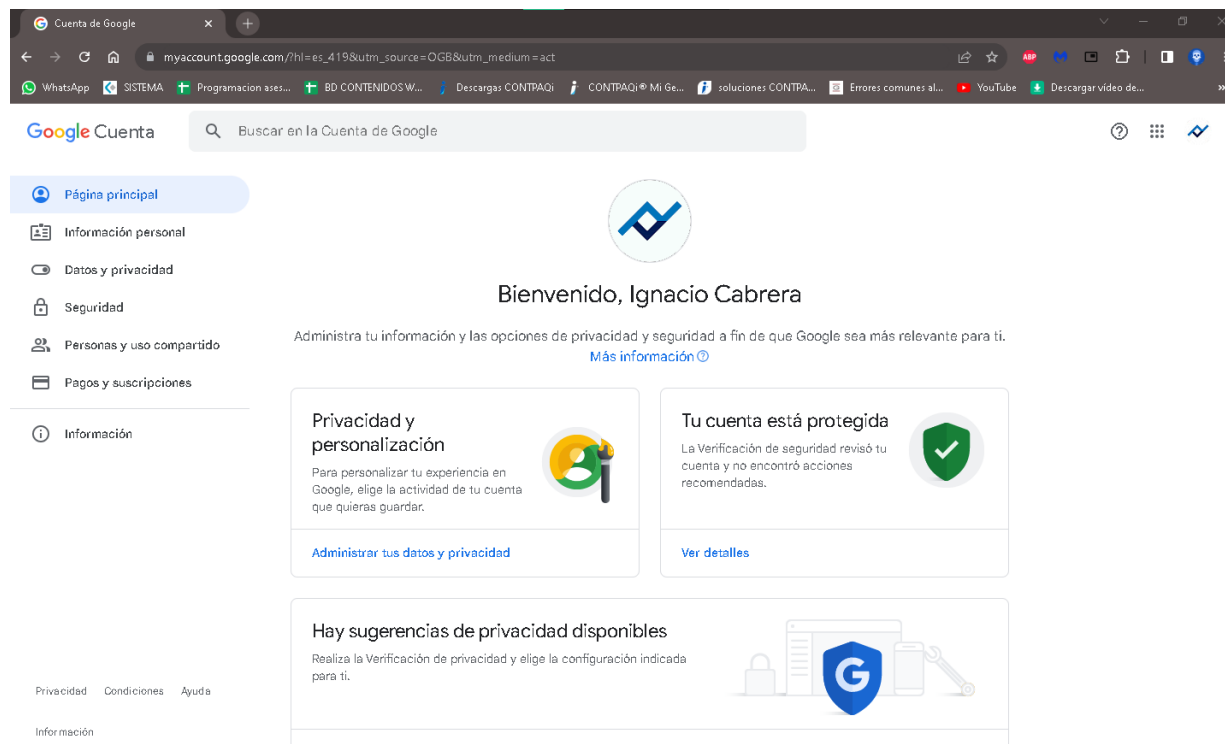 Cuenta de Google
myaccount.google.com/?hl=es_419&utm_source=OGB&utm_medium=act
ABP
WhatsApp SISTEMA Programacion ases... BD CONTENIDOS W... Descargas CONTPAQi CONTPAQi® Mi Ge... soluciones CONTPA... Errores comunes al... YouTube Descargar vídeo de... »
Google Cuenta
Buscar en la Cuenta de Google
Página principal
Información personal
Datos y privacidad
Seguridad
Personas y uso compartido
Pagos y suscripciones
Información
Bienvenido, Ignacio Cabrera
Administra tu información y las opciones de privacidad y seguridad a fin de que Google sea más relevante para ti.
Más información
Privacidad y
personalización
Para personalizar tu experiencia en
Google, elige la actividad de tu cuenta
que quieras guardar.
Administrar tus datos y privacidad
Tu cuenta está protegida
La Verificación de seguridad revisó tu
cuenta y no encontró acciones
recomendadas.
Ver detalles
Hay sugerencias de privacidad disponibles
Realiza la Verificación de privacidad y elige la configuración indicada
para ti.
G
Privacidad Condiciones Ayuda
Información